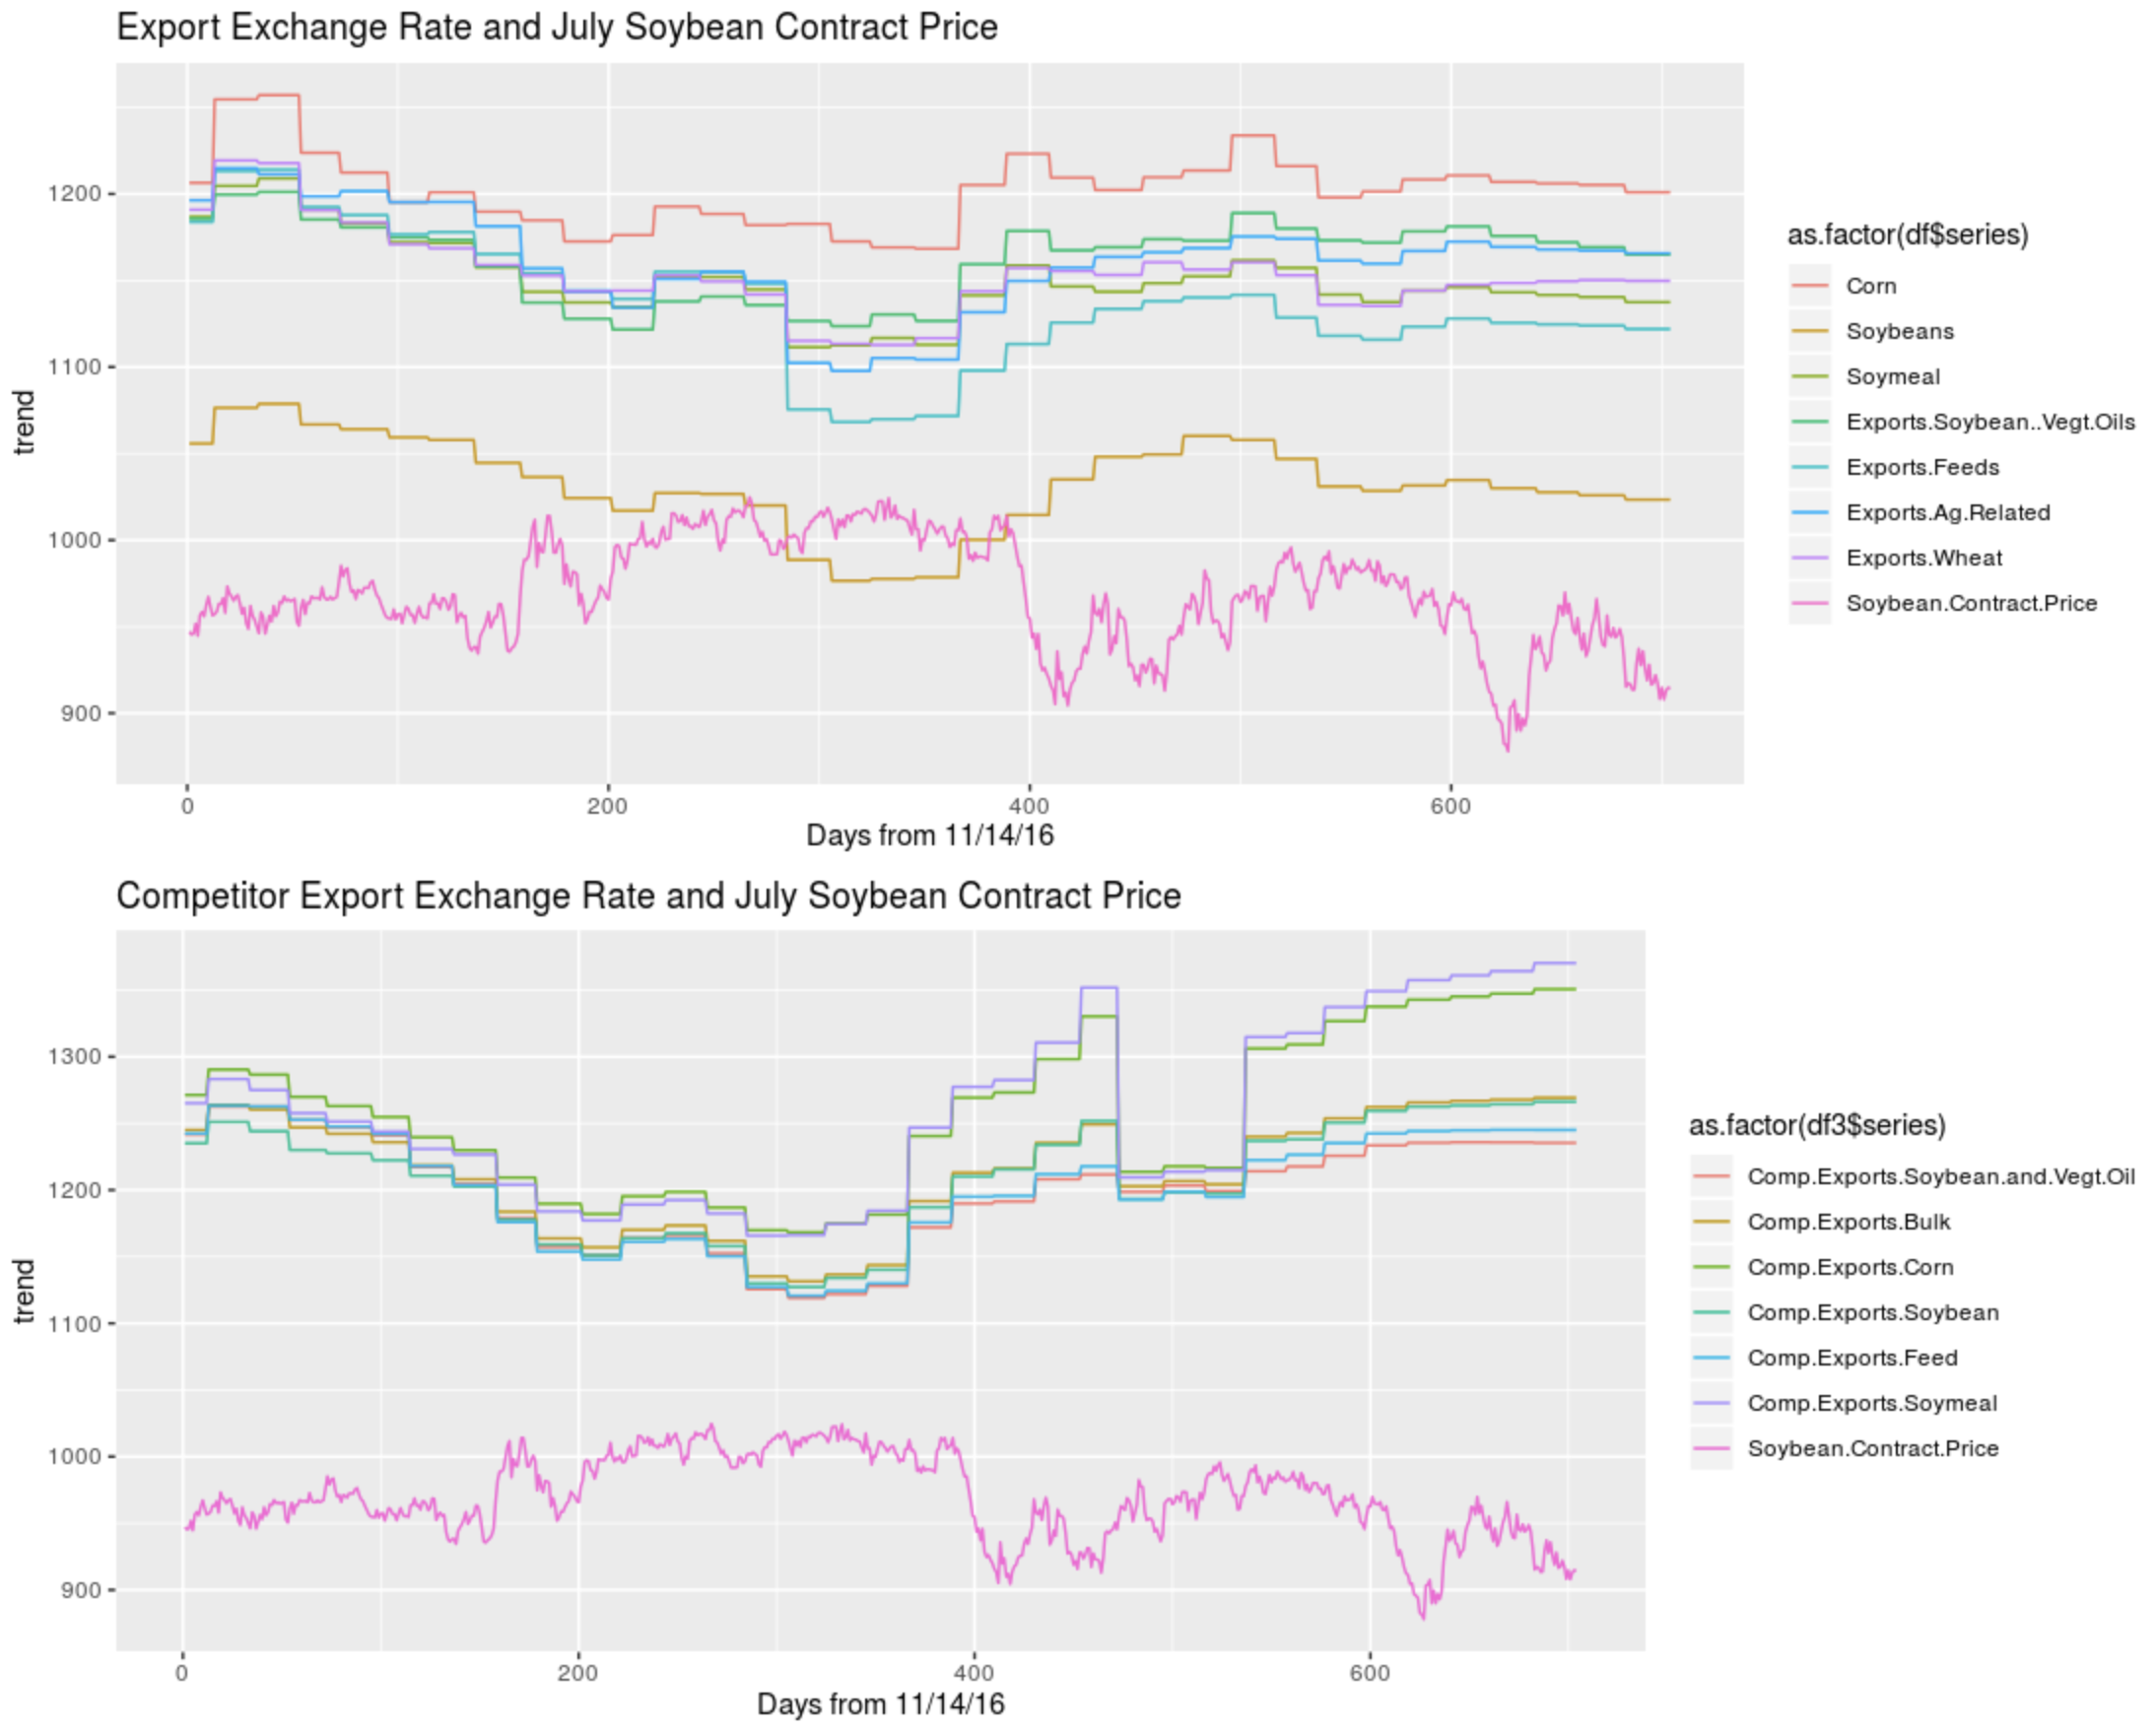 Export Exchange Rate and July Soybean Contract Price
1200
1100
1000
900
trend
0 200 400 600
Days from 11/14/16
as.factor(df$series)
Corn
Soybeans
Soymeal
Exports.Soybean..Vegt.Oils
Exports.Feeds
Exports.Ag.Related
Exports.Wheat
Soybean.Contract.Price
Competitor Export Exchange Rate and July Soybean Contract Price
1300
1200
1100
1000
900
trend
0 200 400 600
Days from 11/14/16
as.factor(df3$series)
Comp.Exports.Soybean.and.Vegt.Oil
Comp.Exports.Bulk
Comp.Exports.Corn
Comp.Exports.Soybean
Comp.Exports.Feed
Comp.Exports.Soymeal
Soybean.Contract.Price